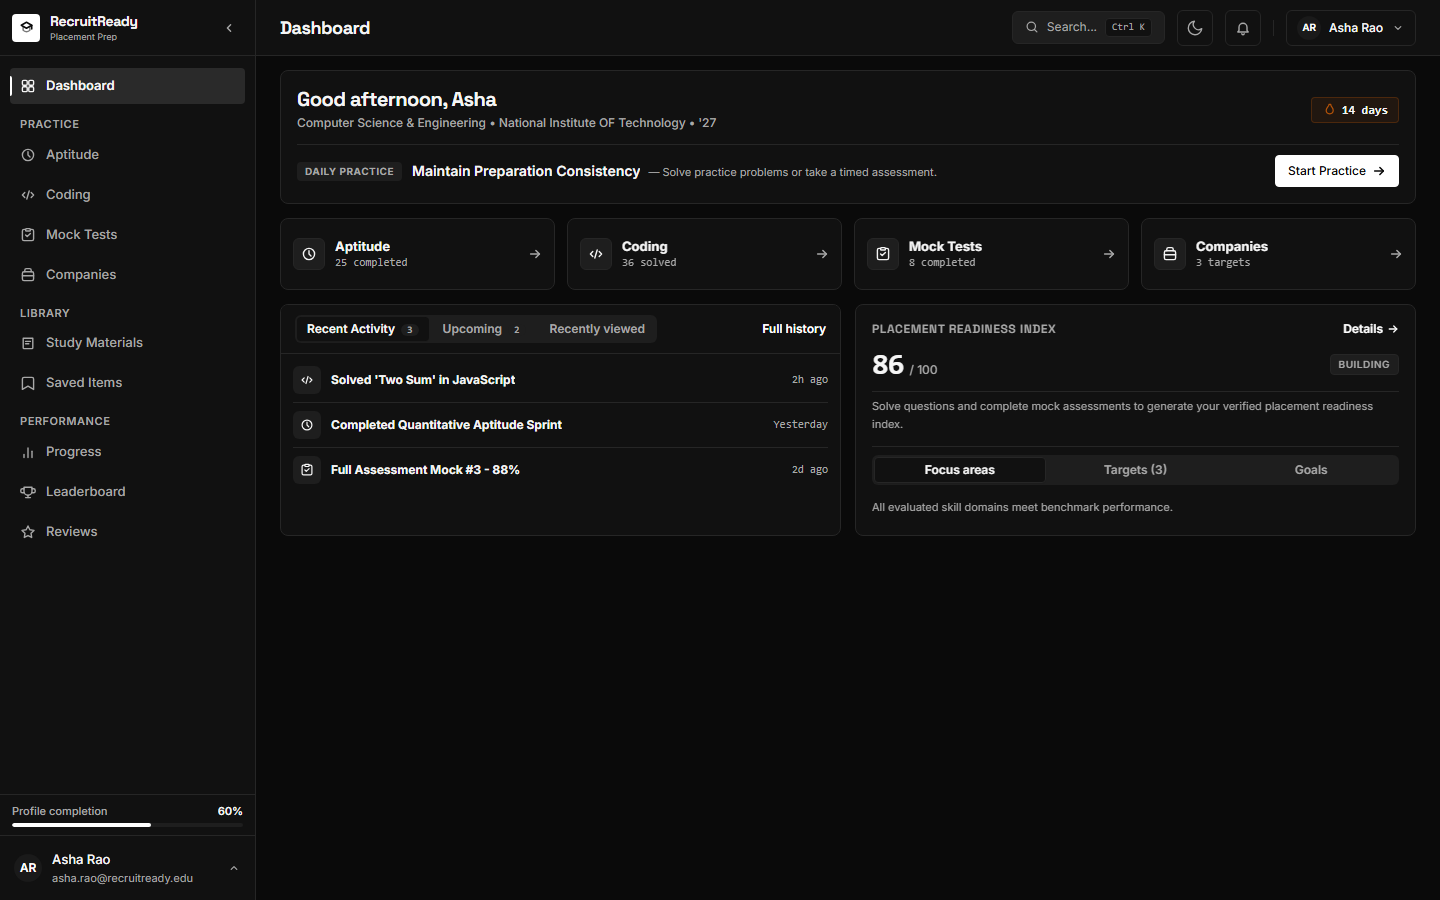 RecruitReady
Placement Prep
Dashboard
PRACTICE
Aptitude
Coding
Mock Tests
Companies
LIBRARY
Study Materials
Saved Items
PERFORMANCE
Progress
Leaderboard
Reviews
Profile completion 60%
AR Asha Rao
asha.rao@recruitready.edu
Dashboard
Search... Ctrl K
AR Asha Rao
Good afternoon, Asha
Computer Science & Engineering • National Institute OF Technology • '27
14 days
DAILY PRACTICE Maintain Preparation Consistency — Solve practice problems or take a timed assessment.
Start Practice →
Aptitude
25 completed
Coding
36 solved
Mock Tests
8 completed
Companies
3 targets
Recent Activity 3 Upcoming 2 Recently viewed Full history
Solved 'Two Sum' in JavaScript 2h ago
Completed Quantitative Aptitude Sprint Yesterday
Full Assessment Mock #3 - 88% 2d ago
PLACEMENT READINESS INDEX Details →
86 / 100 BUILDING
Solve questions and complete mock assessments to generate your verified placement readiness
index.
Focus areas Targets (3) Goals
All evaluated skill domains meet benchmark performance.